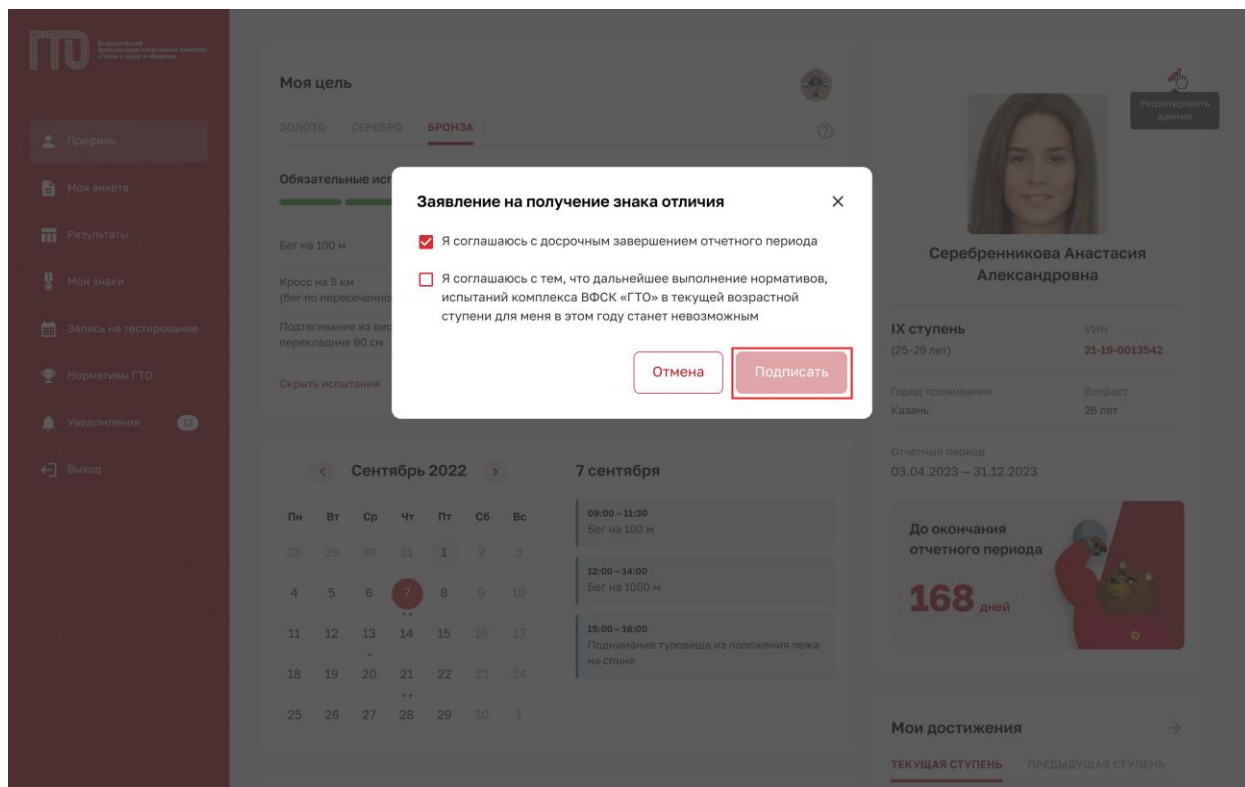 ГТО
Всероссийский
физкультурно-спортивный комплекс
«Готов к труду и обороне»
Профиль
Моя анкета
Результаты
Мои знаки
Запись на тестирование
Нормативы ГТО
Уведомления 12
Выход
Моя цель
ЗОЛОТО СЕРЕБРО БРОНЗА
Обязательные исп
Бег на 100 м
Кросс на 5 км
(бег по пересеченно
Подтягивание из вис
перекладине 90 см
Скрыть испытания
Заявление на получение знака отличия
Я соглашаюсь с досрочным завершением отчетного периода
Я соглашаюсь с тем, что дальнейшее выполнение нормативов,
испытаний комплекса ВФСК «ГТО» в текущей возрастной
ступени для меня в этом году станет невозможным
Отмена Подписать
Сентябрь 2022
Пн Вт Ср Чт Пт Сб Вс
28 29 30 31 1 2 3
4 5 6 7 8 9 10
11 12 13 14 15 16 17
18 19 20 21 22 23 24
25 26 27 28 29 30 1
7 сентября
09:00 – 11:30
Бег на 100 м
12:00 – 14:00
Бег на 1000 м
15:00 – 16:00
Поднимание туловища из положения лежа
на спине
Редактировать
данные
Серебренникова Анастасия
Александровна
IX ступень УИН
(25–29 лет) 21-19-0013542
Город проживания Возраст
Казань 26 лет
Отчетный период
03.04.2023 — 31.12.2023
До окончания
отчетного периода
168 дней
Мои достижения
ТЕКУЩАЯ СТУПЕНЬ ПРЕДЫДУЩАЯ СТУПЕНЬ